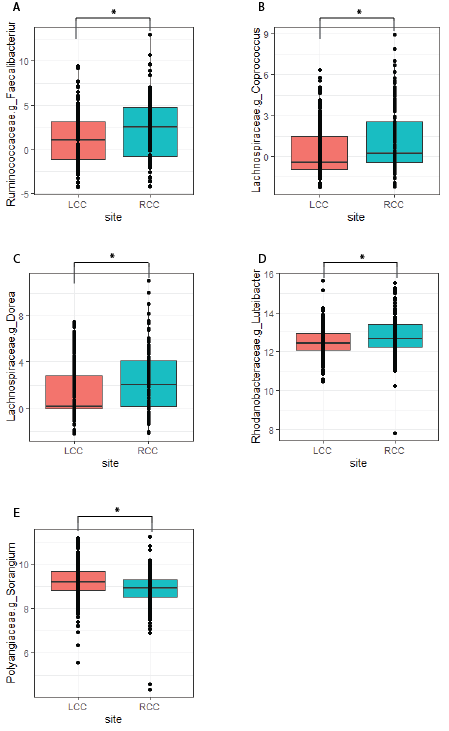 A
*
Ruminococcaceae.g_Faecalibacteriur
10
5
0
-5
LCC
RCC
site
B
*
Lachnospiraceae.g_Coprococcus
9
6
3
0
LCC
RCC
site
C
*
Lachnospiraceae.g_Dorea
8
4
0
LCC
RCC
site
D
*
Rhodanobacteraceae.g_Luteibacter
16
14
12
10
8
LCC
RCC
site
E
*
Polyangiaceae.g_Sorangium
10
8
6
LCC
RCC
site